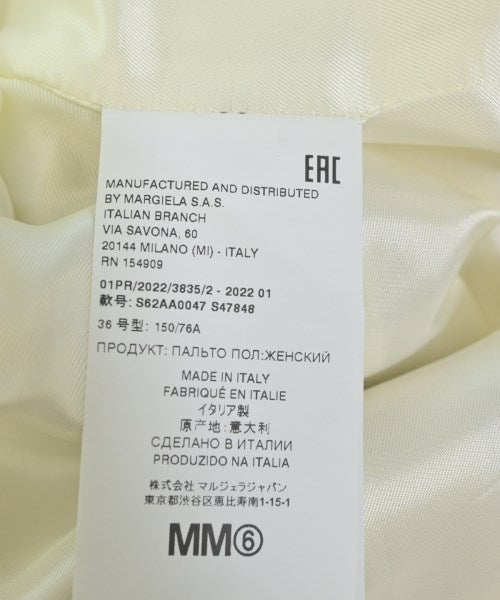 EAC
MANUFACTURED AND DISTRIBUTED
BY MARGIELA S.A.S.
ITALIAN BRANCH
VIA SAVONA, 60
20144 MILANO (MI) - ITALY
RN 154909
01PR/2022/3835/2 - 2022 01
款号: S62AA0047 S47848
36 号型: 150/76A
ПРОДУКТ: ПАЛЬТО ПОЛ:ЖЕНСКИЙ
MADE IN ITALY
FABRIQUÉ EN ITALIE
イタリア製
原产地: 意大利
СДЕЛАНО В ИТАЛИИ
PRODUZIDO NA ITALIA
株式会社 マルジェラジャパン
東京都渋谷区恵比寿南1-15-1
MM⑥